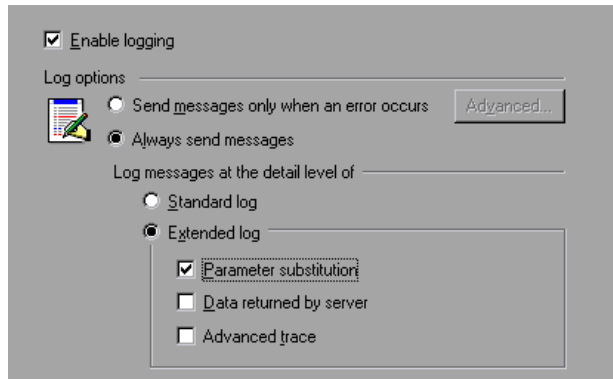 Enable logging
Log options
Send messages only when an error occurs Advanced...
Always send messages
Log messages at the detail level of
Standard log
Extended log
Parameter substitution
Data returned by server
Advanced trace